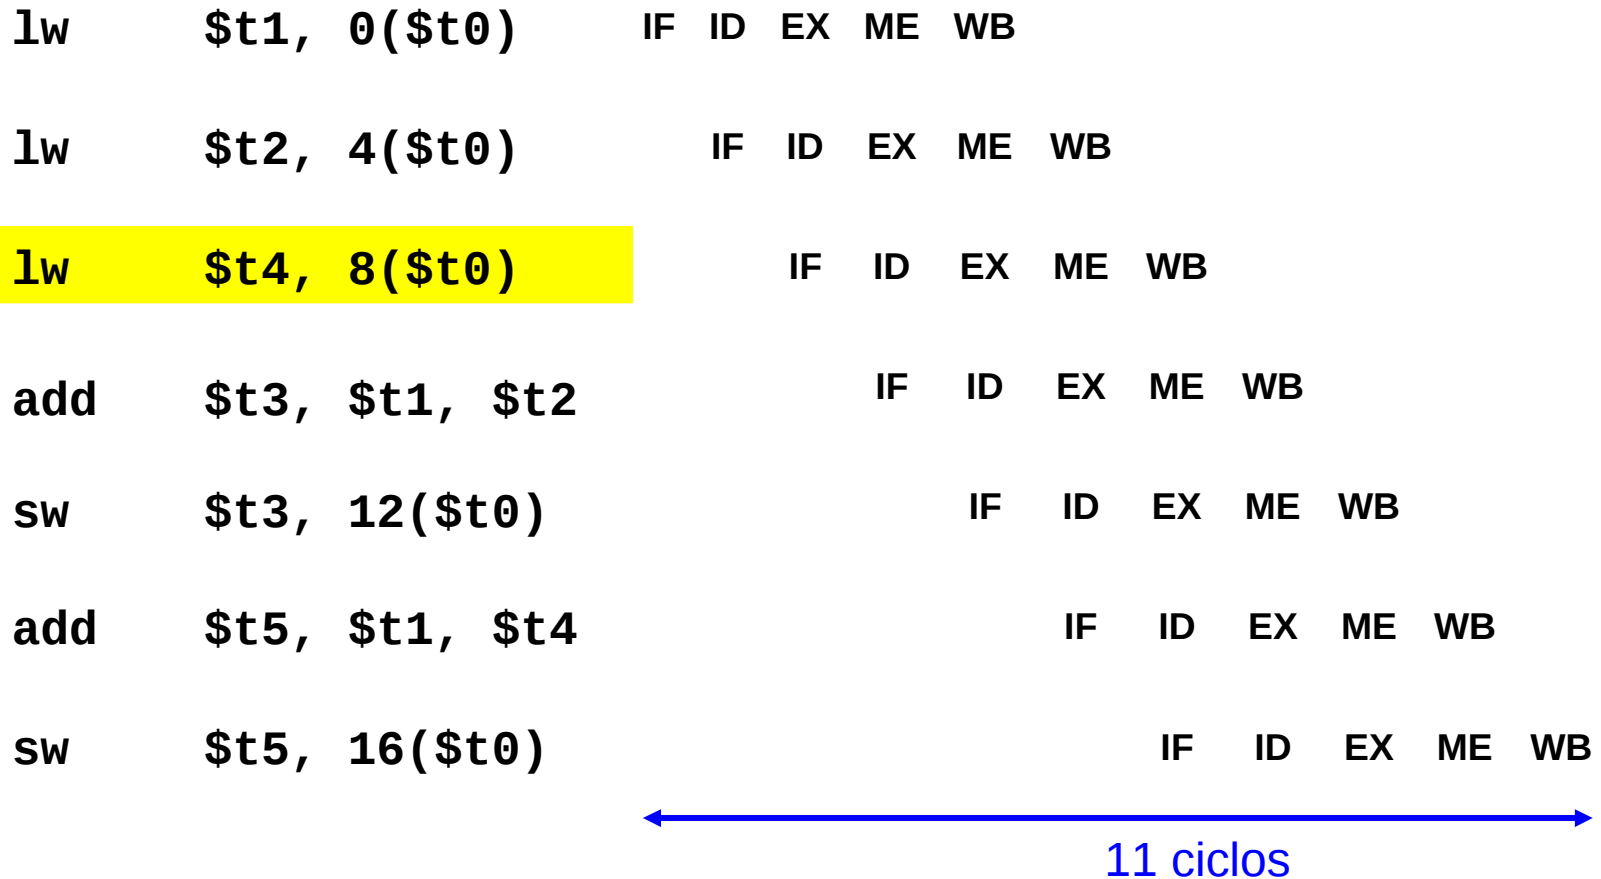 lw $t1, 0($t0) IF ID EX ME WB
lw $t2, 4($t0) IF ID EX ME WB
lw $t4, 8($t0) IF ID EX ME WB
add $t3, $t1, $t2 IF ID EX ME WB
sw $t3, 12($t0) IF ID EX ME WB
add $t5, $t1, $t4 IF ID EX ME WB
sw $t5, 16($t0) IF ID EX ME WB
11 ciclos